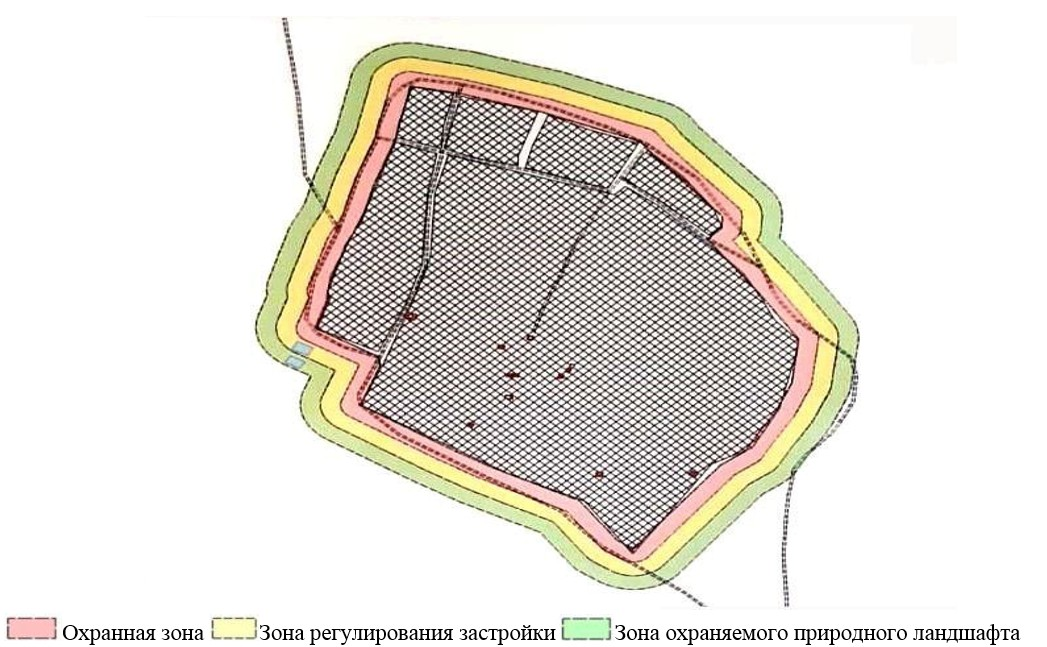 Охранная зона Зона регулирования застройки Зона охраняемого природного ландшафта